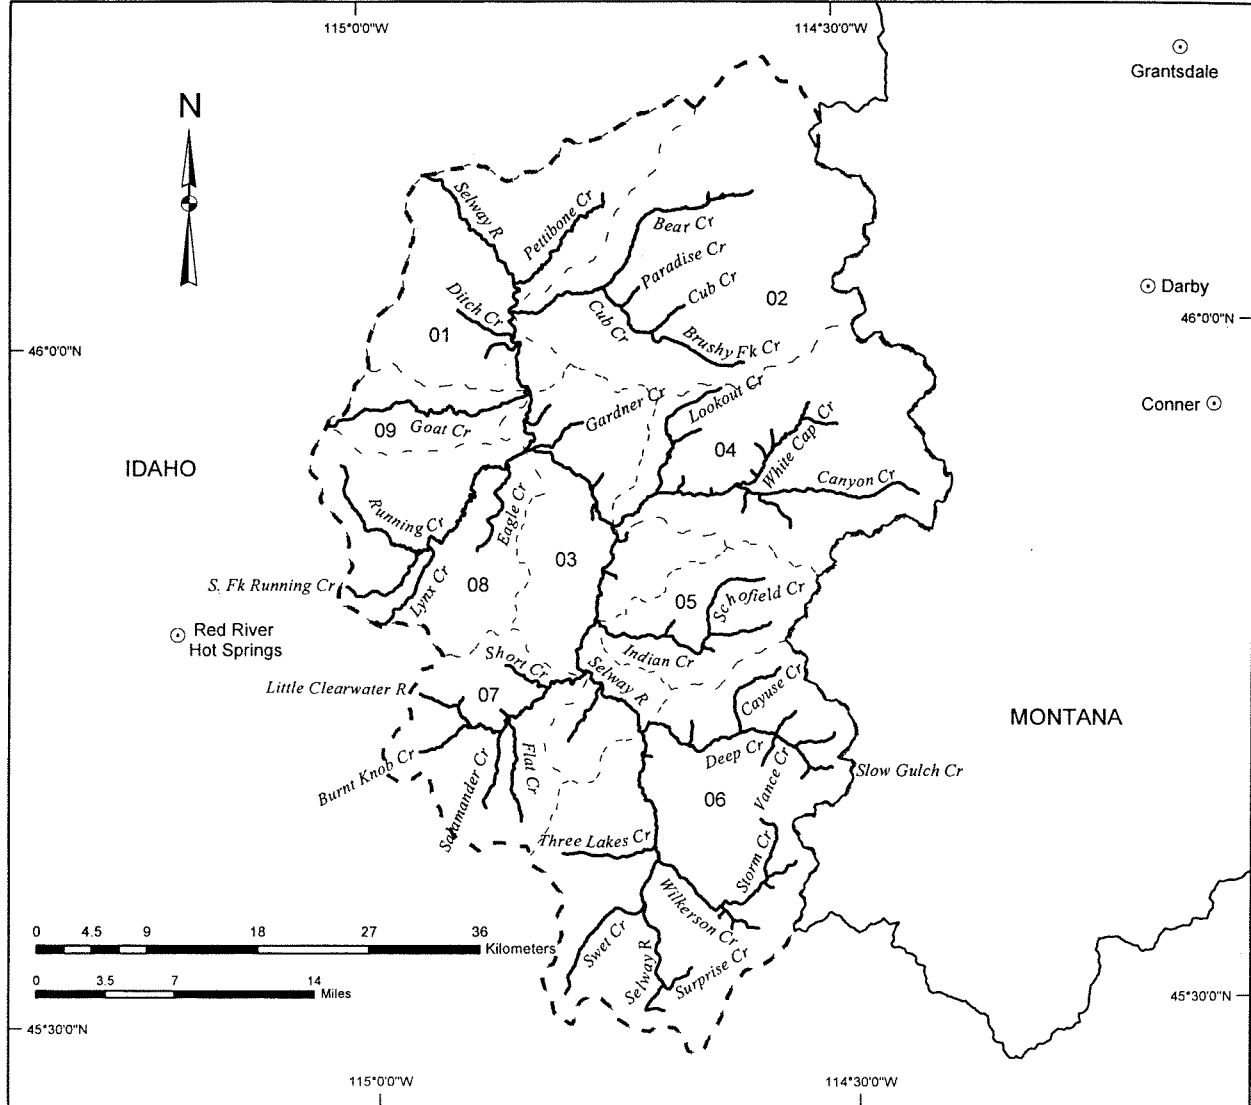 115°0'0"W
114°30'0"W
Grantsdale
N
Selway R
Pettibone Cr
Bear Cr
Paradise Cr
Cub Cr
02
Darby
46°0'0"N
Ditch Cr
01
Cub Cr
Brushy Fk Cr
46°0'0"N
Lookout Cr
Gardner Cr
Conner
09
Goat Cr
04
White Cap Cr
IDAHO
Canyon Cr
Running Cr
Eagle Cr
03
S. Fk Running Cr
Lynx Cr
08
05
Schofield Cr
Red River
Hot Springs
Indian Cr
Short Cr
Selway R
Little Clearwater R
07
Cayuse Cr
MONTANA
Burnt Knob Cr
Salamander Cr
Flat Cr
Deep Cr
Vance Cr
Slow Gulch Cr
06
Three Lakes Cr
Storm Cr
Wilkerson Cr
Swet Cr
Selway R
Surprise Cr
0 4.5 9 18 27 36
Kilometers
0 3.5 7 14
Miles
45°30'0"N
45°30'0"N
115°0'0"W
114°30'0"W